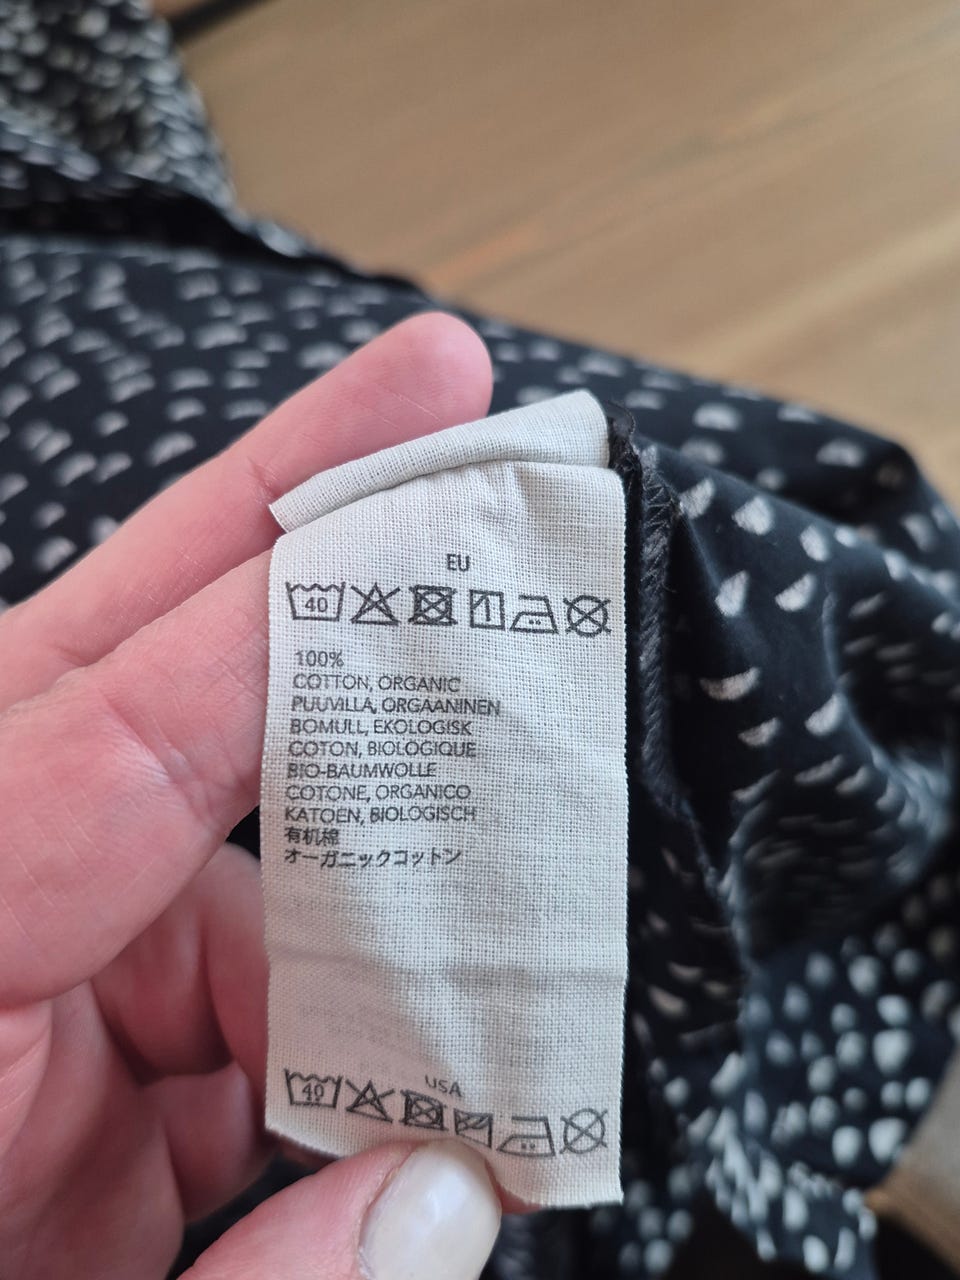 EU
40
100%
COTTON, ORGANIC
PUUVILLA, ORGAANINEN
BOMULL, EKOLOGISK
COTON, BIOLOGIQUE
BIO-BAUMWOLLE
COTONE, ORGANICO
KATOEN, BIOLOGISCH
有机棉
オーガニックコットン
USA
40